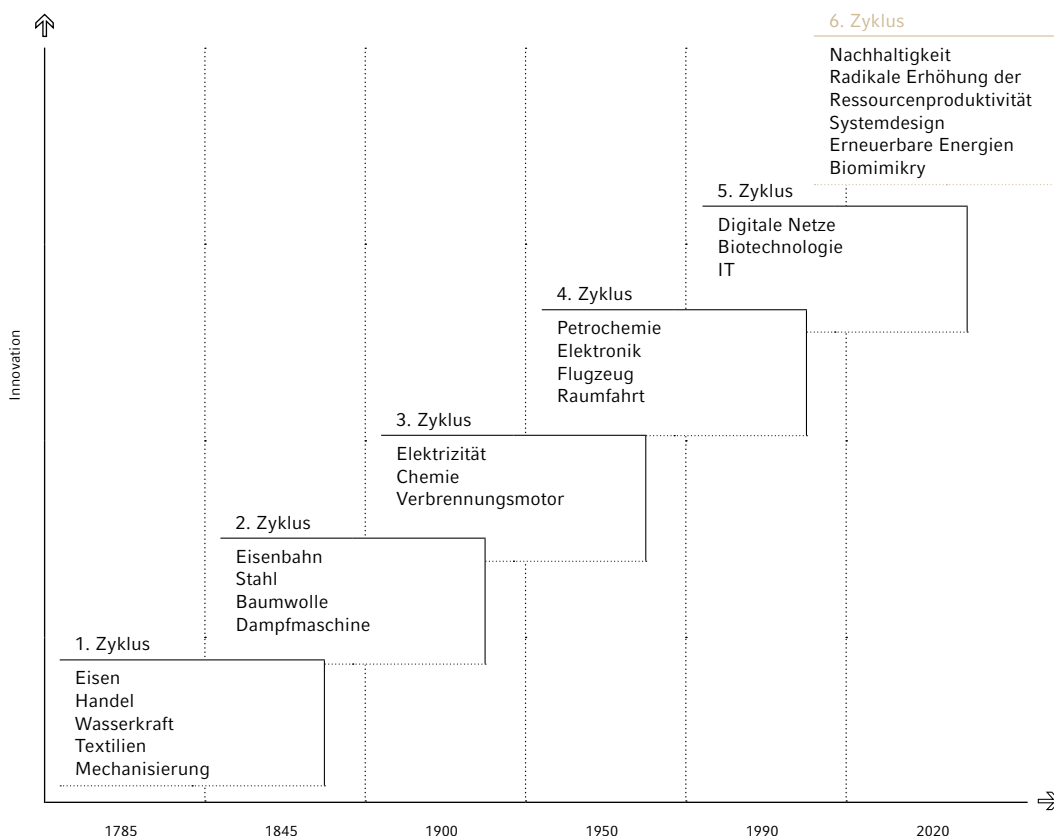 6. Zyklus
Nachhaltigkeit
Radikale Erhöhung der
Ressourcenproduktivität
Systemdesign
Erneuerbare Energien
Biomimikry
5. Zyklus
Digitale Netze
Biotechnologie
IT
4. Zyklus
Petrochemie
Elektronik
Flugzeug
Raumfahrt
Innovation
3. Zyklus
Elektrizität
Chemie
Verbrennungsmotor
2. Zyklus
Eisenbahn
Stahl
Baumwolle
Dampfmaschine
1. Zyklus
Eisen
Handel
Wasserkraft
Textilien
Mechanisierung
1785 1845 1900 1950 1990 2020